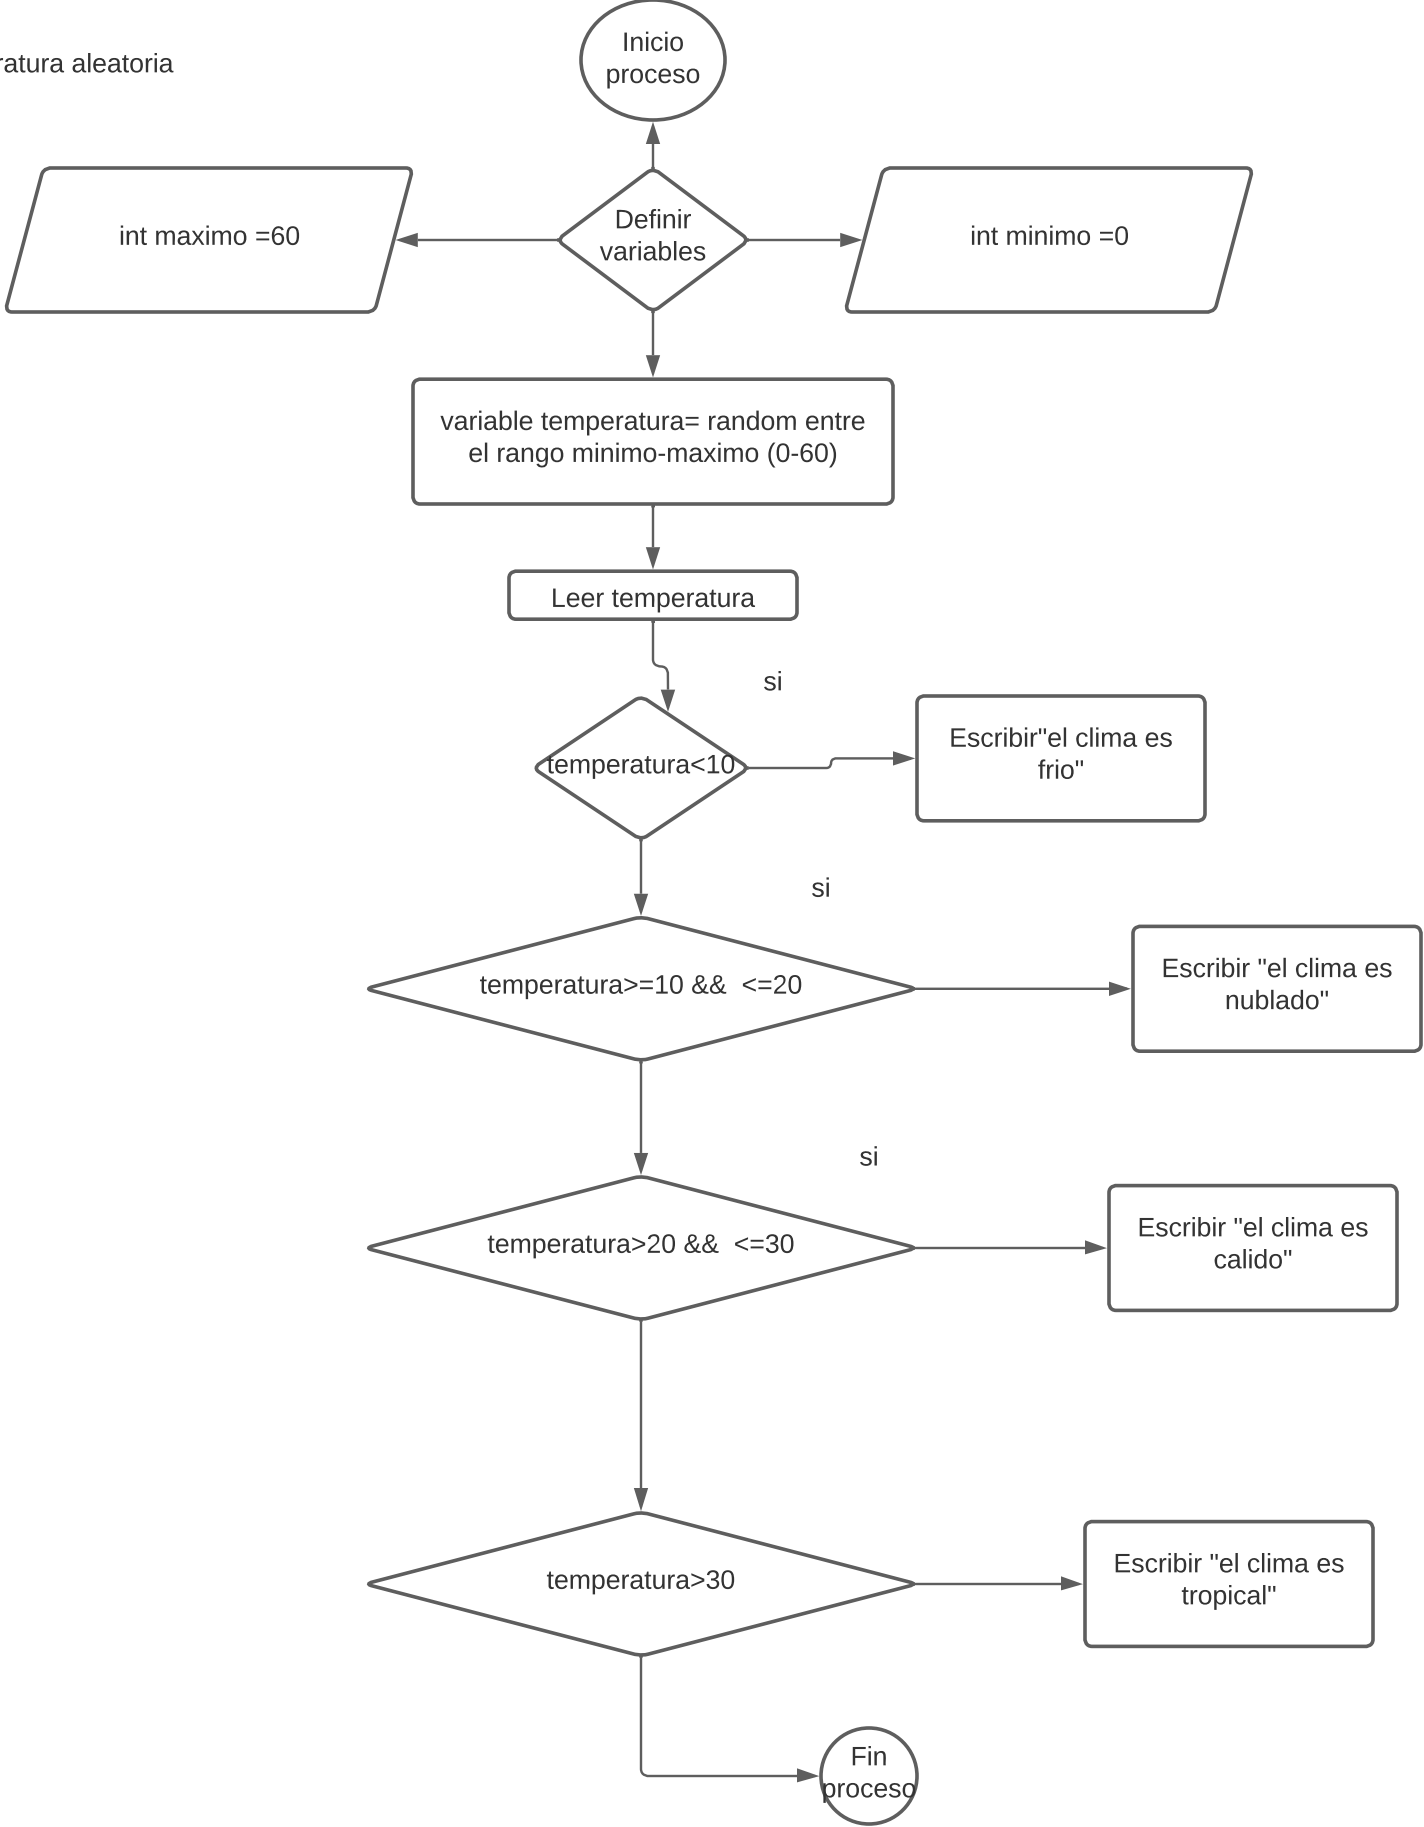 ratura aleatoria
Inicio
proceso
int maximo =60
Definir
variables
int minimo =0
variable temperatura= random entre
el rango minimo-maximo (0-60)
Leer temperatura
si
temperatura<10
Escribir"el clima es
frio"
si
temperatura>=10 &&  <=20
Escribir "el clima es
nublado"
si
temperatura>20 &&  <=30
Escribir "el clima es
calido"
temperatura>30
Escribir "el clima es
tropical"
Fin
proceso